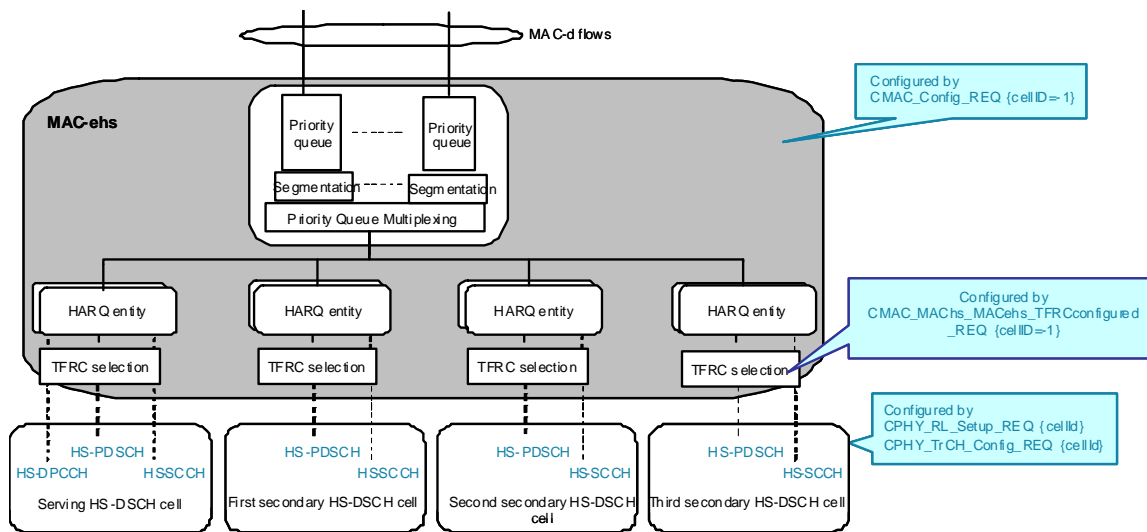 MAC-d flows
Configured by
CMAC_Config_REQ {cellID=-1}
MAC-ehs
Priority
queue
Priority
queue
Segmentation
Segmentation
Priority Queue Multiplexing
HARQ entity
HARQ entity
HARQ entity
HARQ entity
Configured by
CMAC_MAChs_MACehs_TFRCconfigured
_REQ {cellID=-1}
TFRC selection
TFRC selection
TFRC selection
TFRC selection
Configured by
CPHY_RL_Setup_REQ {cellId}
CPHY_TrCH_Config_REQ {cellId}
HS-PDSCH
HS-DPCCH
HSSCCH
Serving HS-DSCH cell
HS-PDSCH
HSSCCH
First secondary HS-DSCH cell
HS-PDSCH
HS-SCCH
Second secondary HS-DSCH
cell
HS-PDSCH
HS-SCCH
Third secondary HS-DSCH cell